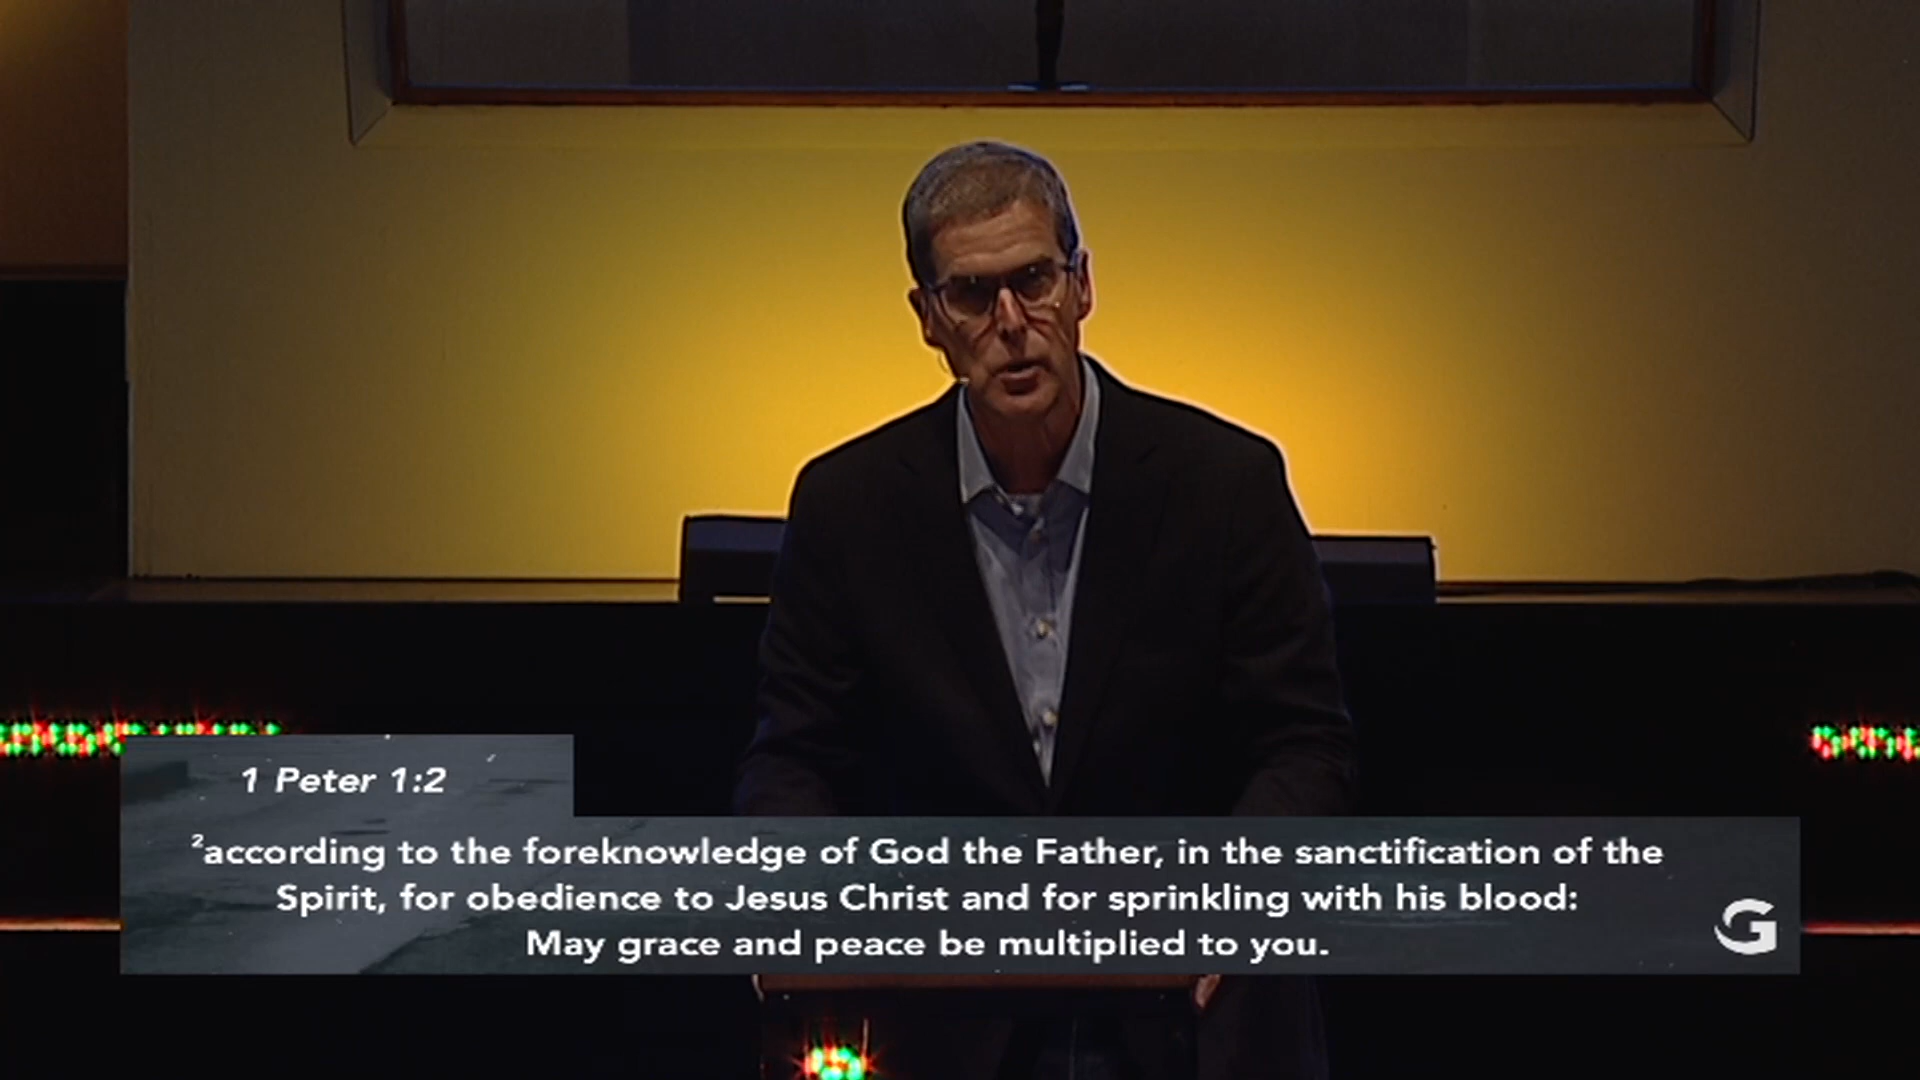 1 Peter 1:2
²according to the foreknowledge of God the Father, in the sanctification of the
Spirit, for obedience to Jesus Christ and for sprinkling with his blood:
May grace and peace be multiplied to you.
G